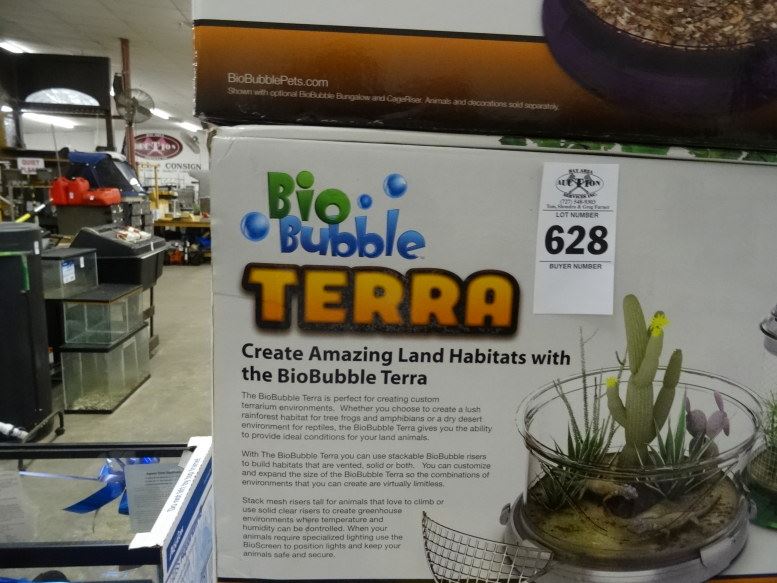 BioBubblePets.com
Shown with optional BioBubble Bungalow and CageRiser. Animals and decorations sold separately.
Bio
Bubble
TERRA
Create Amazing Land Habitats with
the BioBubble Terra
The BioBubble Terra is perfect for creating custom
terrarium environments. Whether you choose to create a lush
rainforest habitat for tree frogs and amphibians or a dry desert
environment for reptiles, the BioBubble Terra gives you the ability
to provide ideal conditions for your land animals.
With The BioBubble Terra you can use stackable BioBubble risers
to build habitats that are vented, solid or both. You can customize
and expand the size of the BioBubble Terra so the combinations of
environments that you can create are virtually limitless.
Stack mesh risers tall for animals that love to climb or
use solid clear risers to create greenhouse
environments where temperature and
humidity can be controlled. When your
animals require specialized lighting use the
BioScreen to position lights and keep your
animals safe and secure.
BAY AREA
AUCTION
SERVICES INC.
LOT NUMBER
628
BUYER NUMBER
QUIET
AUCTION
CONSIGN